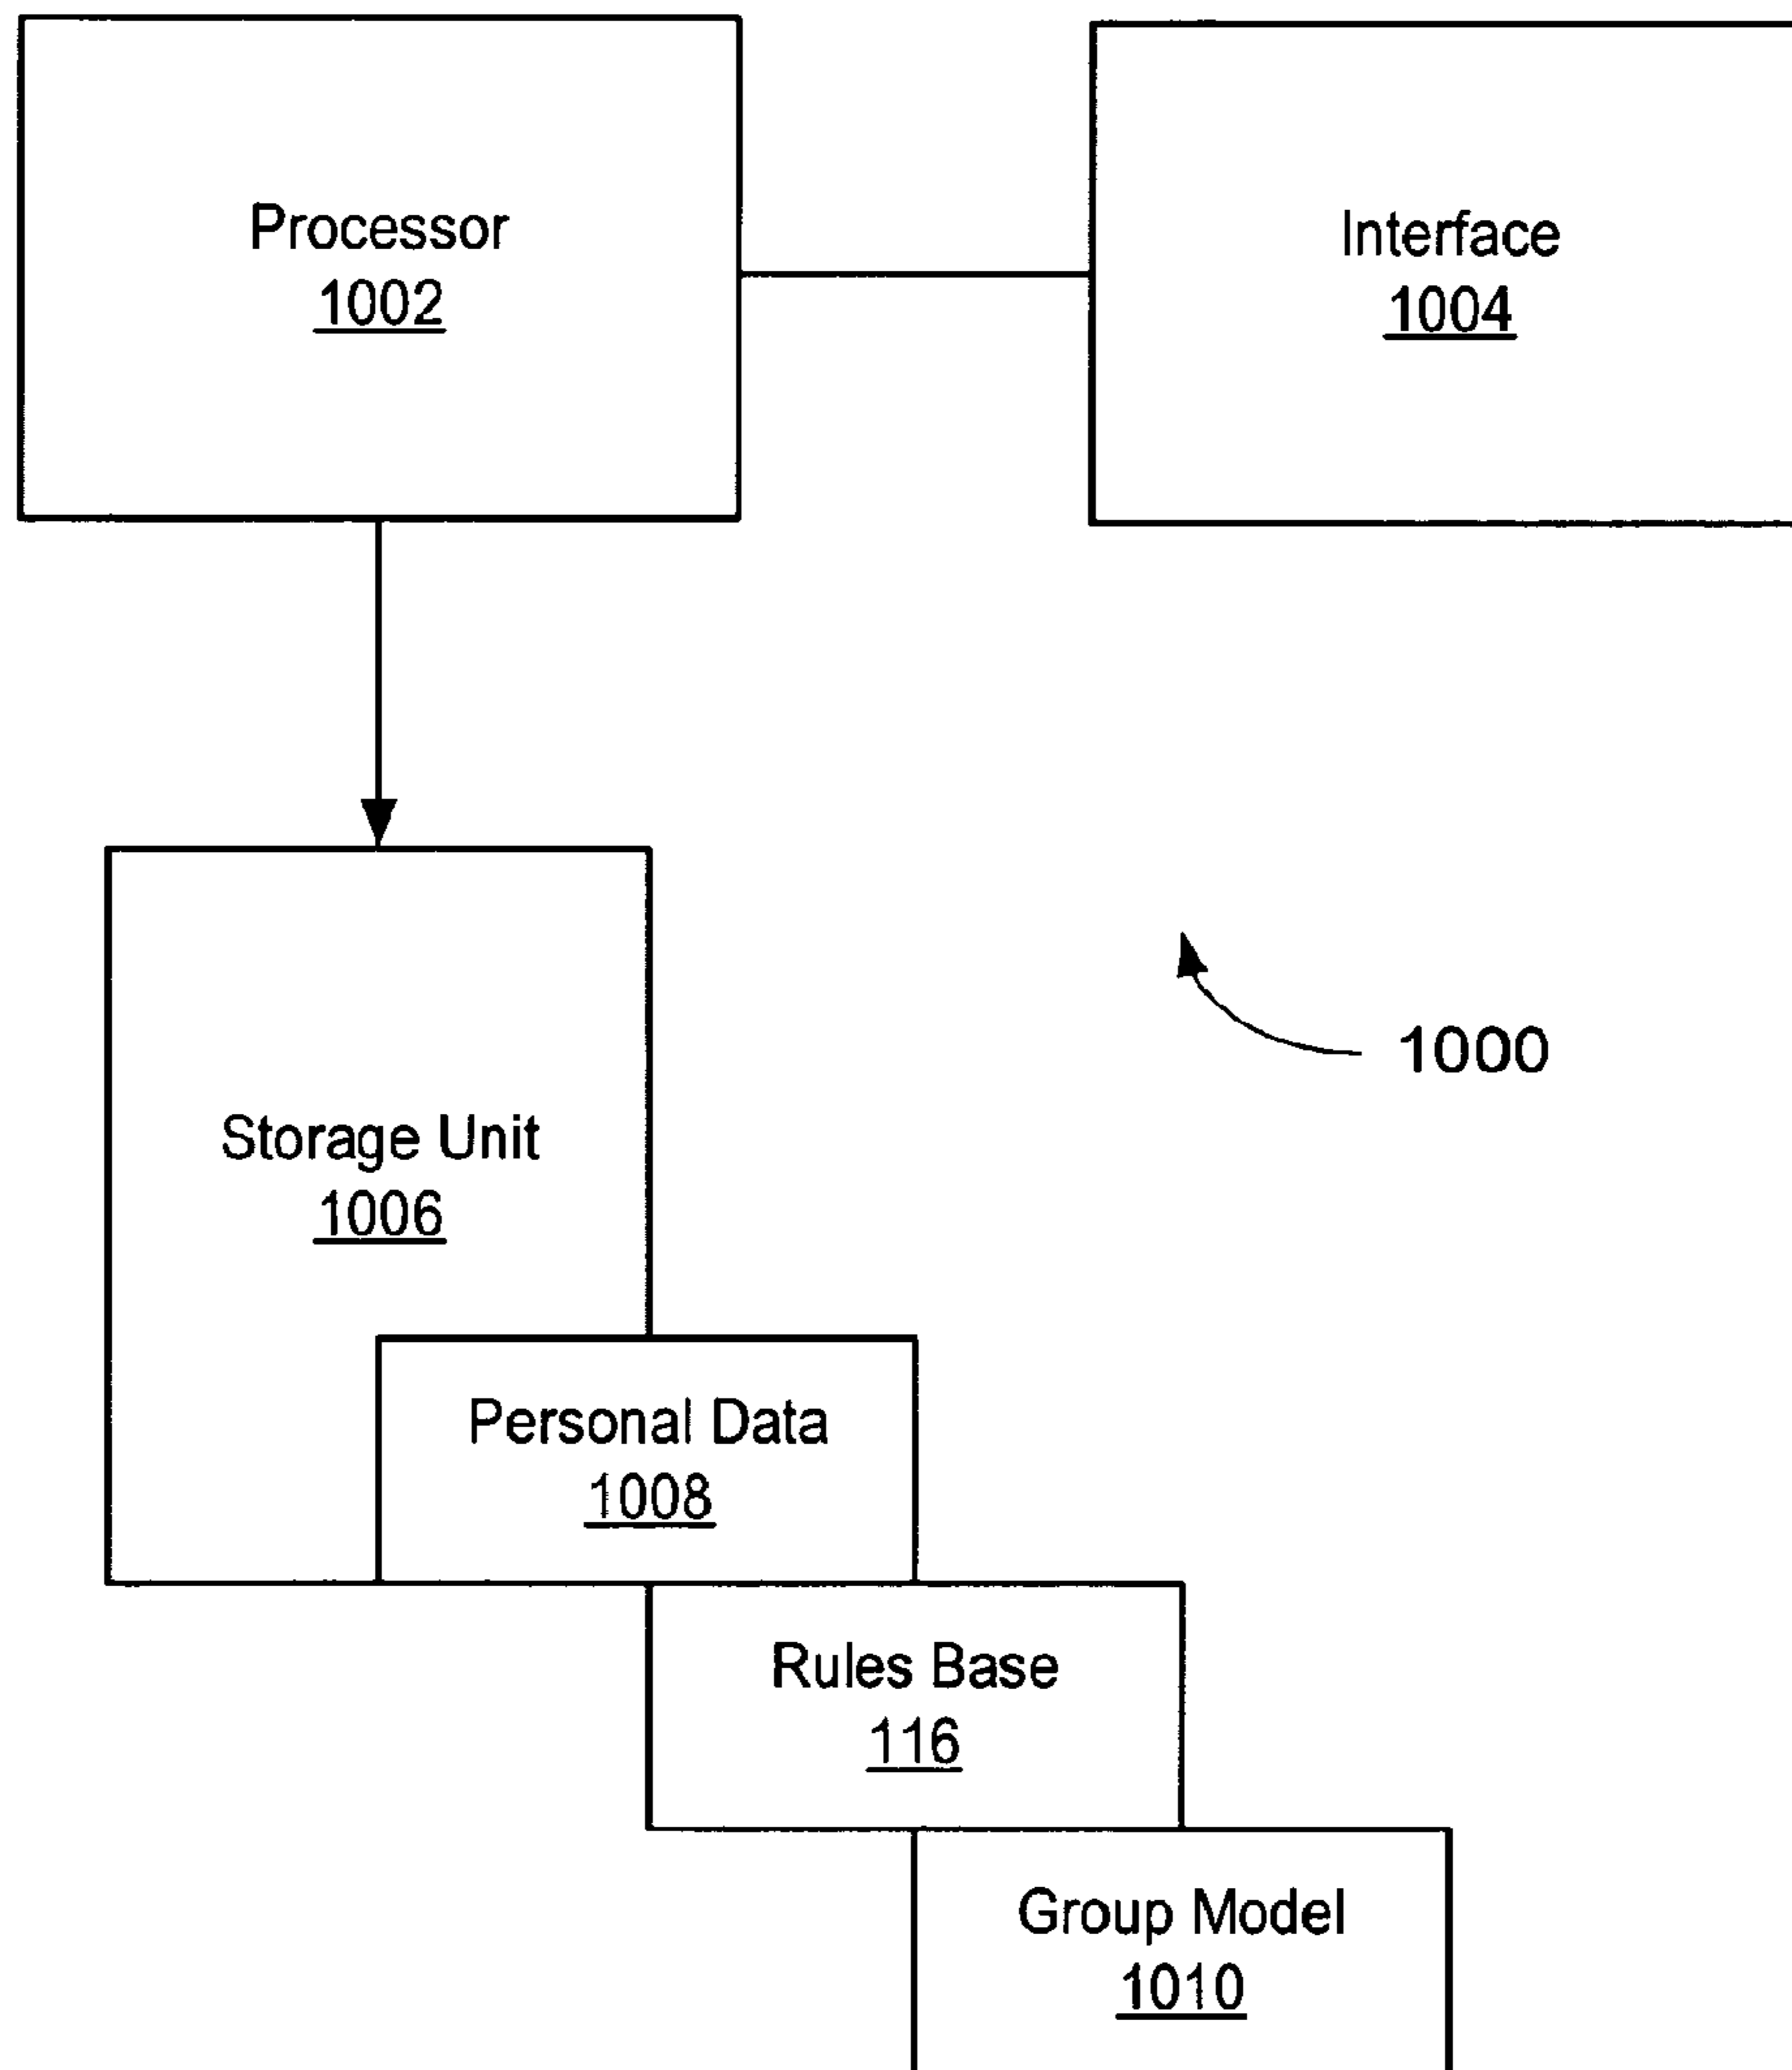 Processor
1002
Interface
1004
1000
Storage Unit
1006
Personal Data
1008
Rules Base
116
Group Model
1010